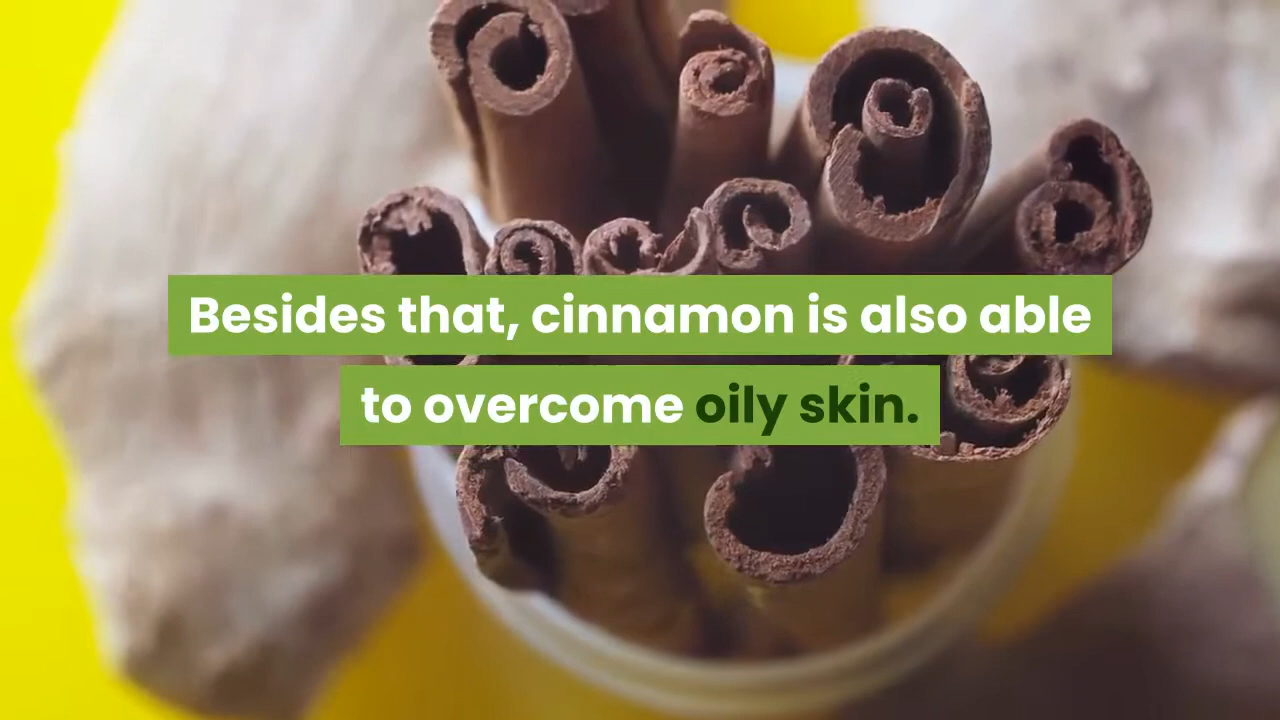 Besides that, cinnamon is also able
to overcome oily skin.